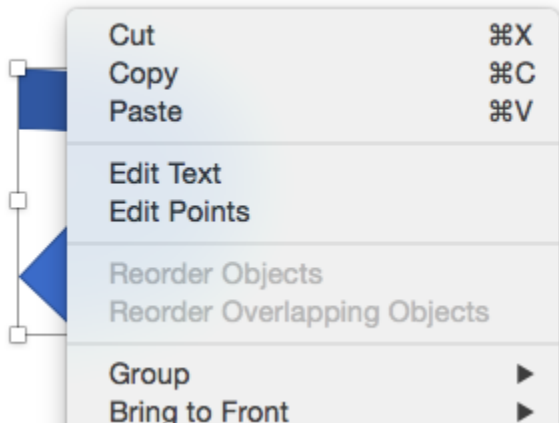 Cut ⌘X
Copy ⌘C
Paste ⌘V
Edit Text
Edit Points
Reorder Objects
Reorder Overlapping Objects
Group
Bring to Front